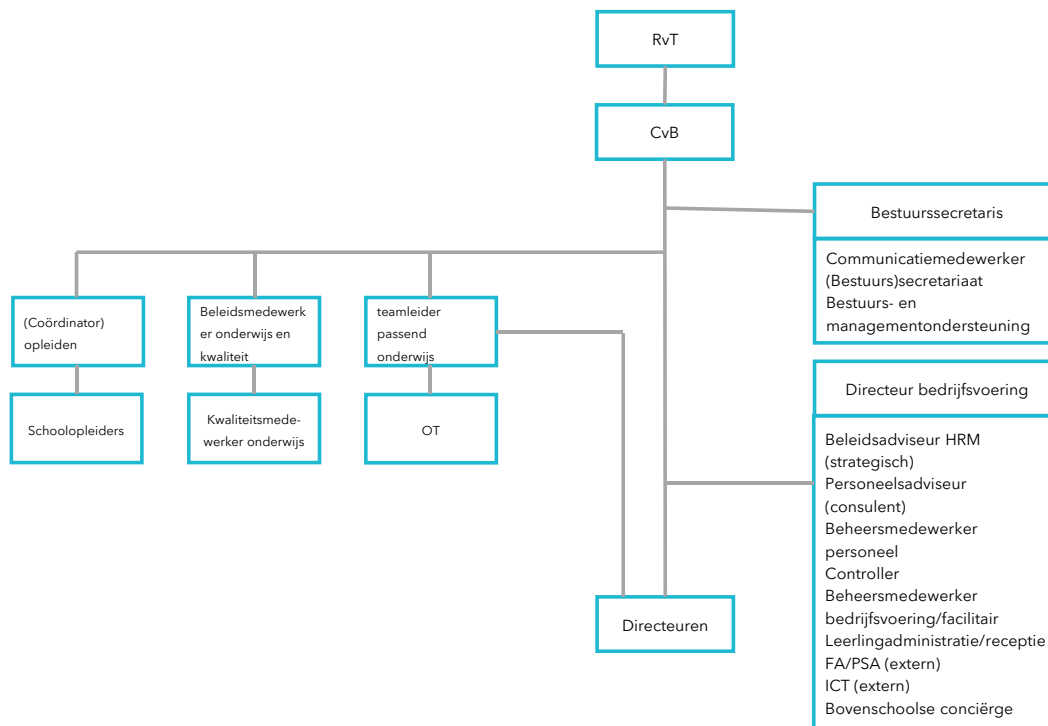 RvT
CvB
Bestuurssecretaris
Communicatiemedewerker
(Bestuurs)secretariaat
Bestuurs- en
managementondersteuning
(Coördinator)
opleiden
Beleidsmedewerk
er onderwijs en
kwaliteit
teamleider
passend
onderwijs
Schoolopleiders
Kwaliteitsmede-
werker onderwijs
OT
Directeur bedrijfsvoering
Beleidsadviseur HRM
(strategisch)
Personeelsadviseur
(consulent)
Beheersmedewerker
personeel
Controller
Beheersmedewerker
bedrijfsvoering/facilitair
Leerlingadministratie/receptie
FA/PSA (extern)
ICT (extern)
Bovenschoolse conciërge
Directeuren